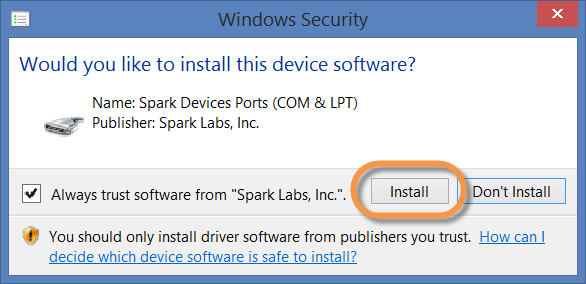 Windows Security
Would you like to install this device software?
Name: Spark Devices Ports (COM & LPT)
Publisher: Spark Labs, Inc.
Always trust software from "Spark Labs, Inc.". Install Don't Install
You should only install driver software from publishers you trust. How can I
decide which device software is safe to install?